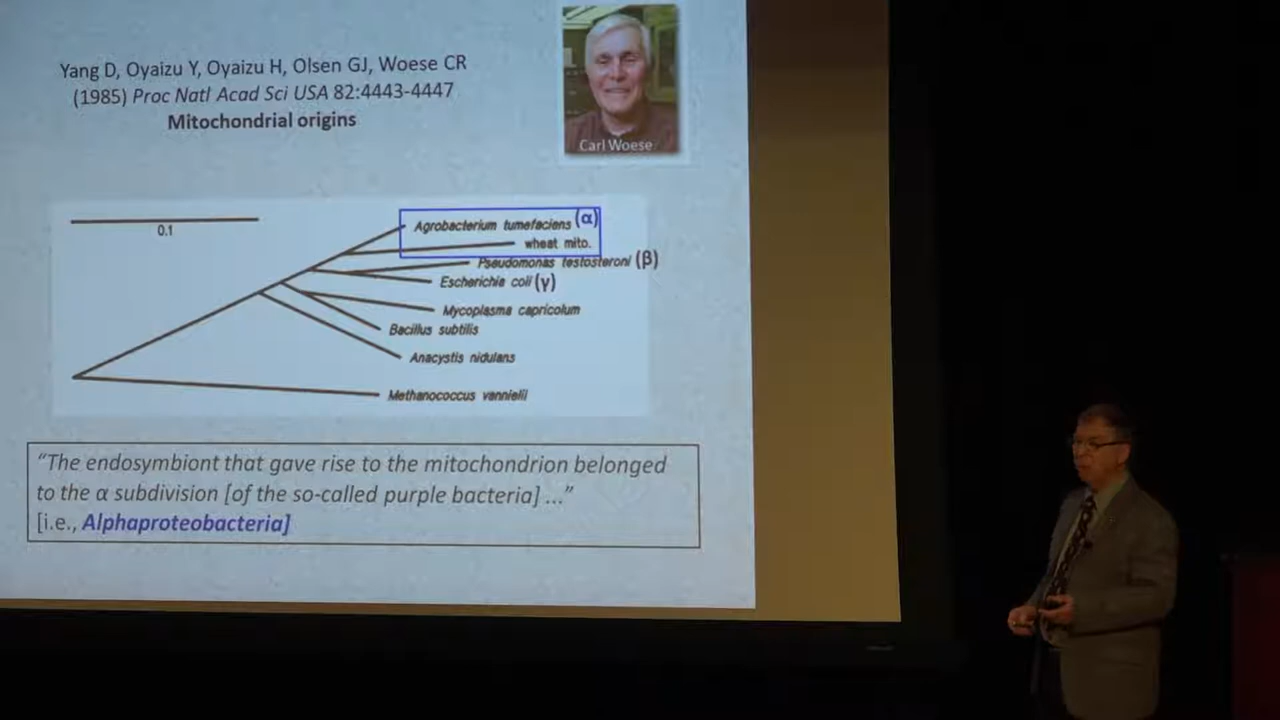 Yang D, Oyaizu Y, Oyaizu H, Olsen GJ, Woese CR
(1985) Proc Natl Acad Sci USA 82:4443-4447
Mitochondrial origins
Carl Woese
0.1
Agrobacterium tumefaciens (α)
wheat mito.
Pseudomonas testosteroni (β)
Escherichia coli (γ)
Mycoplasma capricolum
Bacillus subtilis
Anacystis nidulans
Methanococcus vannielii
“The endosymbiont that gave rise to the mitochondrion belonged
to the α subdivision [of the so-called purple bacteria] ...”
[i.e., Alphaproteobacteria]